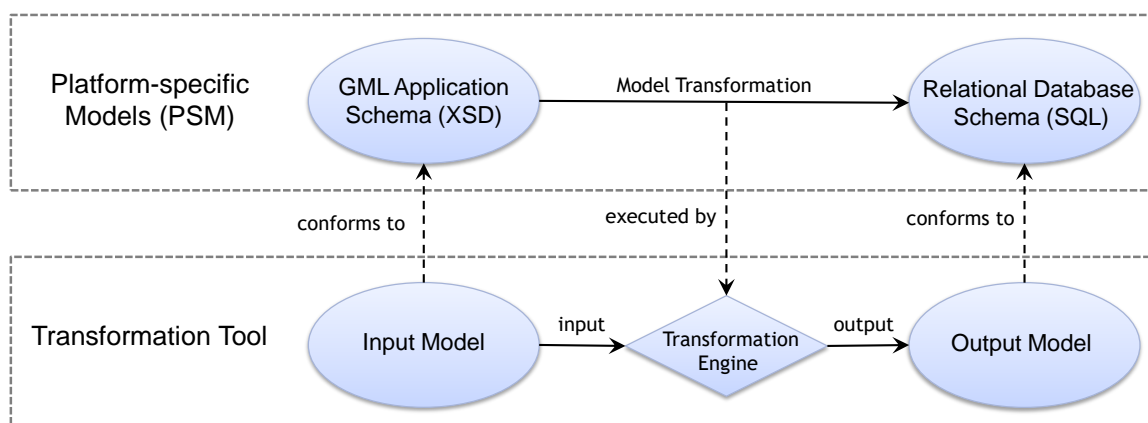 Platform-specific
Models (PSM)
GML Application
Schema (XSD)
Model Transformation
Relational Database
Schema (SQL)
conforms to
executed by
conforms to
Transformation Tool
Input Model
input
Transformation
Engine
output
Output Model